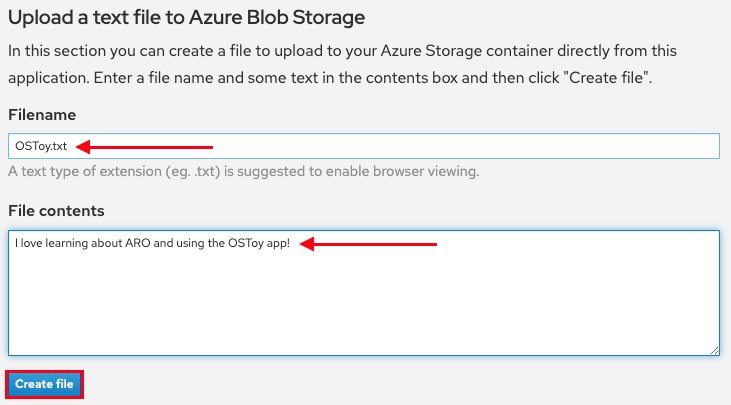 Upload a text file to Azure Blob Storage
In this section you can create a file to upload to your Azure Storage container directly from this
application. Enter a file name and some text in the contents box and then click "Create file".
Filename
OSToy.txt
A text type of extension (eg. .txt) is suggested to enable browser viewing.
File contents
I love learning about ARO and using the OSToy app!
Create file